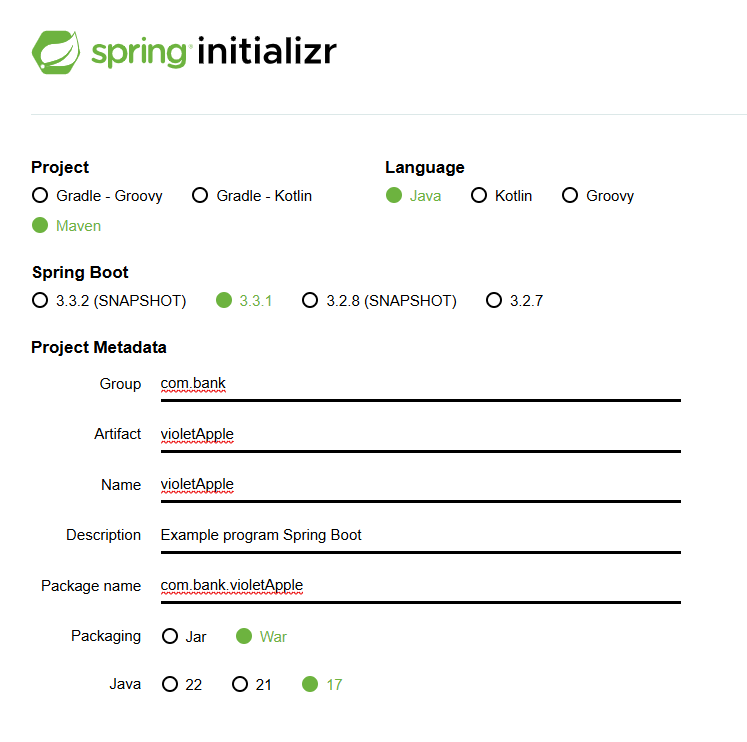 spring initializr
Project
Language
Gradle - Groovy Gradle - Kotlin
Java Kotlin Groovy
Maven
Spring Boot
3.3.2 (SNAPSHOT) 3.3.1 3.2.8 (SNAPSHOT) 3.2.7
Project Metadata
Group com.bank
Artifact violetApple
Name violetApple
Description Example program Spring Boot
Package name com.bank.violetApple
Packaging Jar War
Java 22 21 17